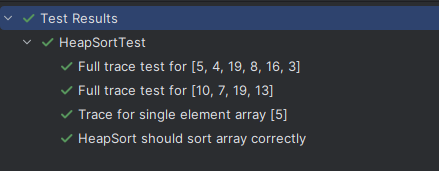 Test Results
HeapSortTest
Full trace test for [5, 4, 19, 8, 16, 3]
Full trace test for [10, 7, 19, 13]
Trace for single element array [5]
HeapSort should sort array correctly